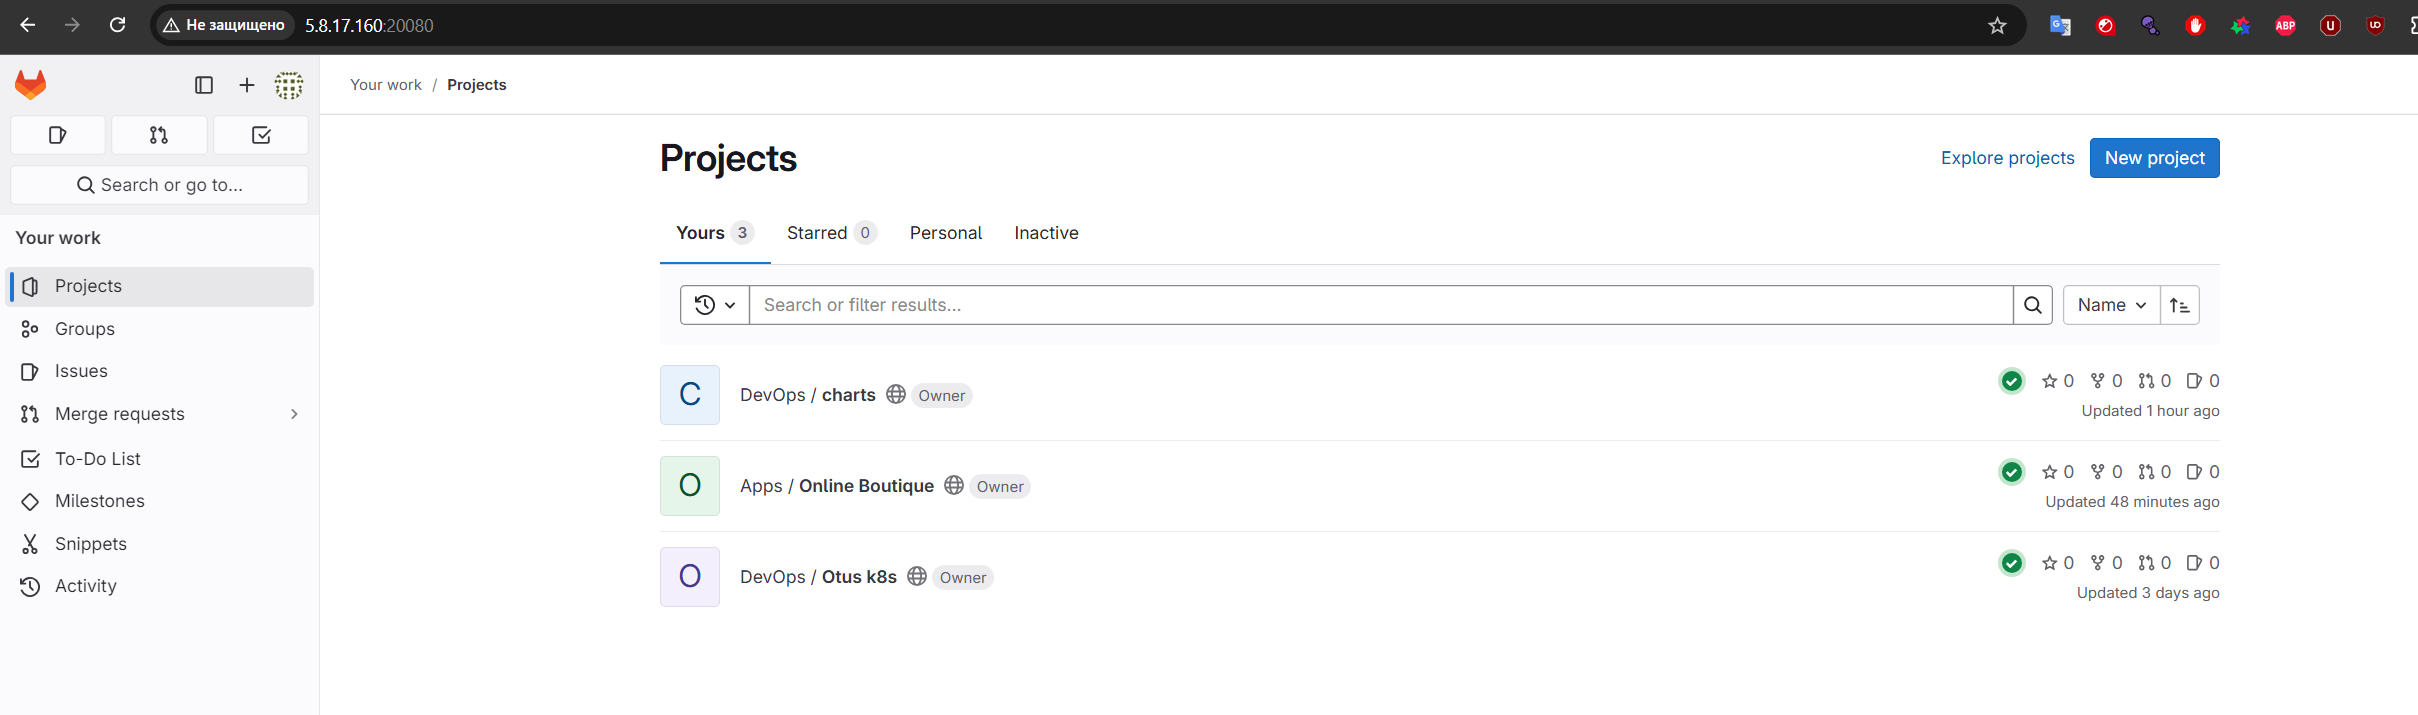 Не защищено 5.8.17.160:20080
ABP
U
UD
Your work / Projects
Search or go to...
Your work
Projects
Groups
Issues
Merge requests
To-Do List
Milestones
Snippets
Activity
Projects
Explore projects New project
Yours 3 Starred 0 Personal Inactive
Search or filter results... Name
C DevOps / charts Owner 0 0 0 0
Updated 1 hour ago
O Apps / Online Boutique Owner 0 0 0 0
Updated 48 minutes ago
O DevOps / Otus k8s Owner 0 0 0 0
Updated 3 days ago